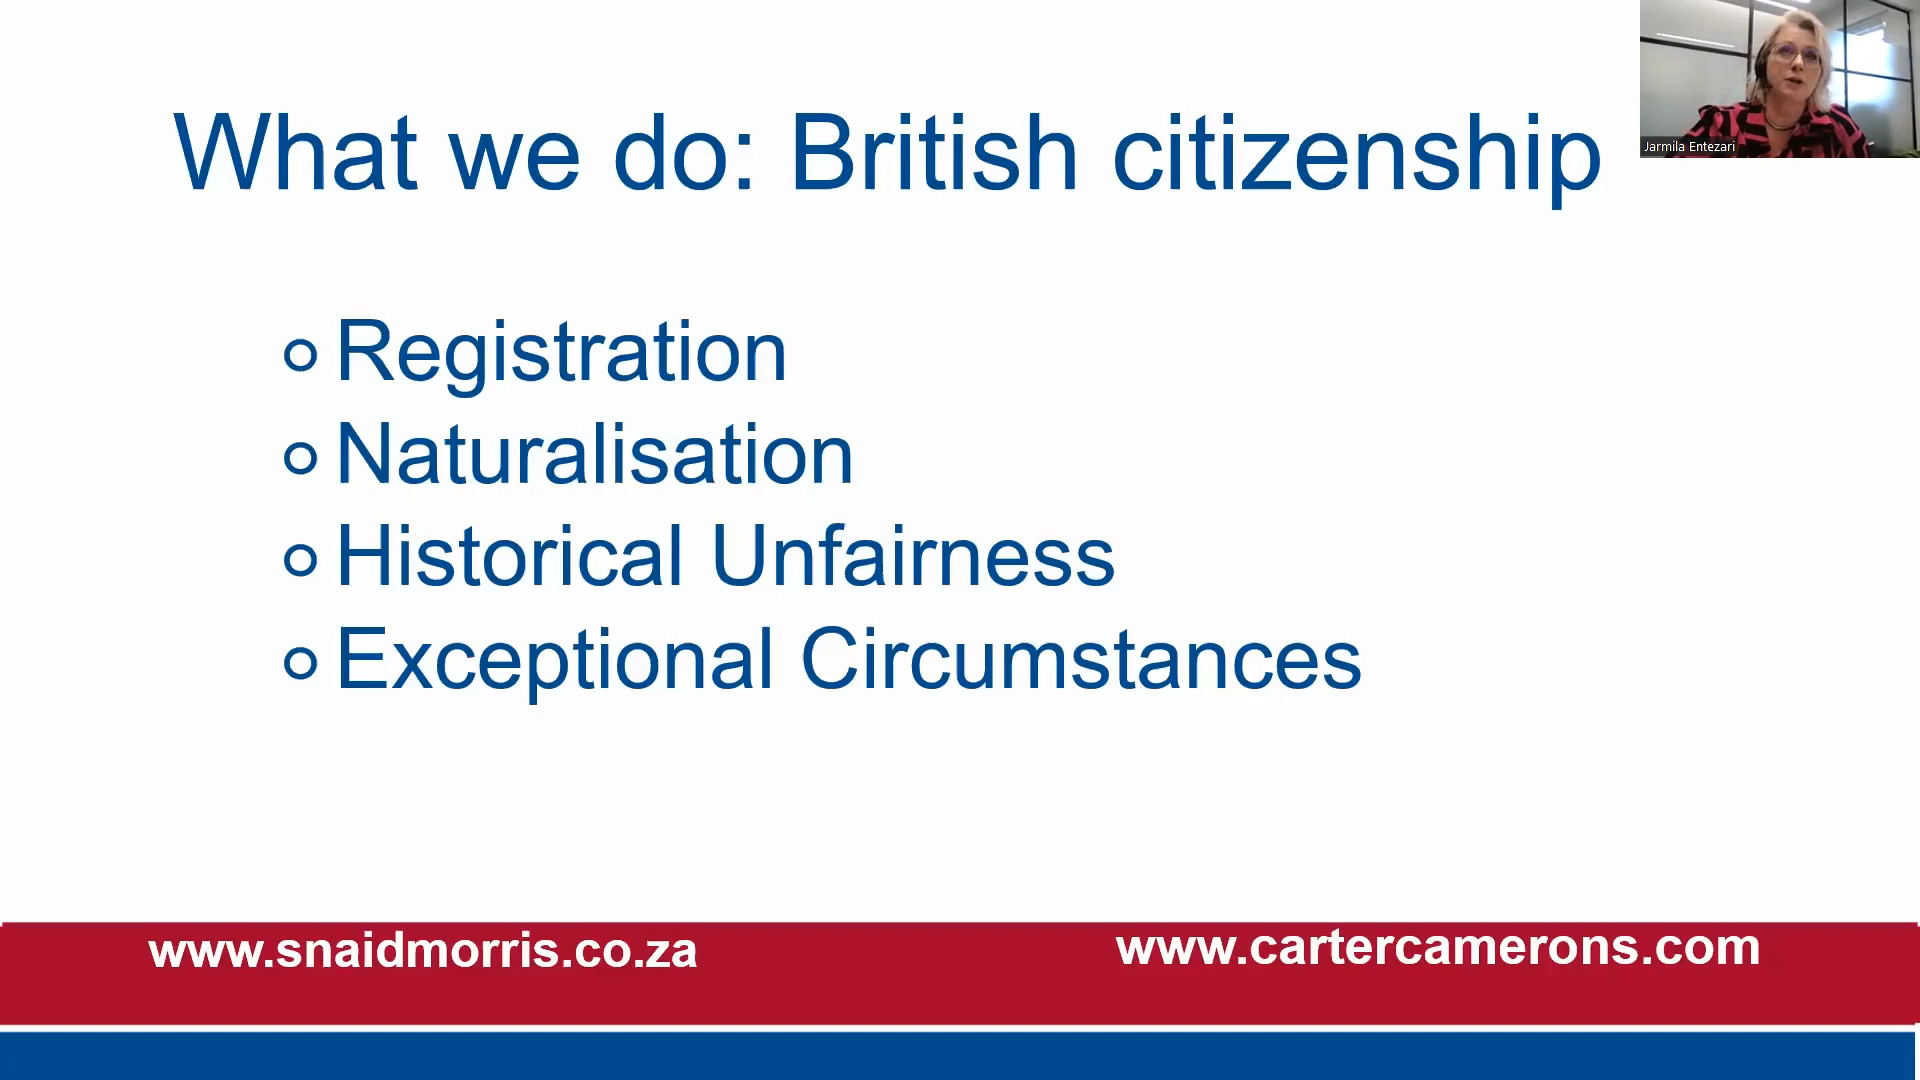 What we do: British citizenship
Jarmila Entezari
Registration
Naturalisation
Historical Unfairness
Exceptional Circumstances
www.snaidmorris.co.za
www.cartercamerons.com